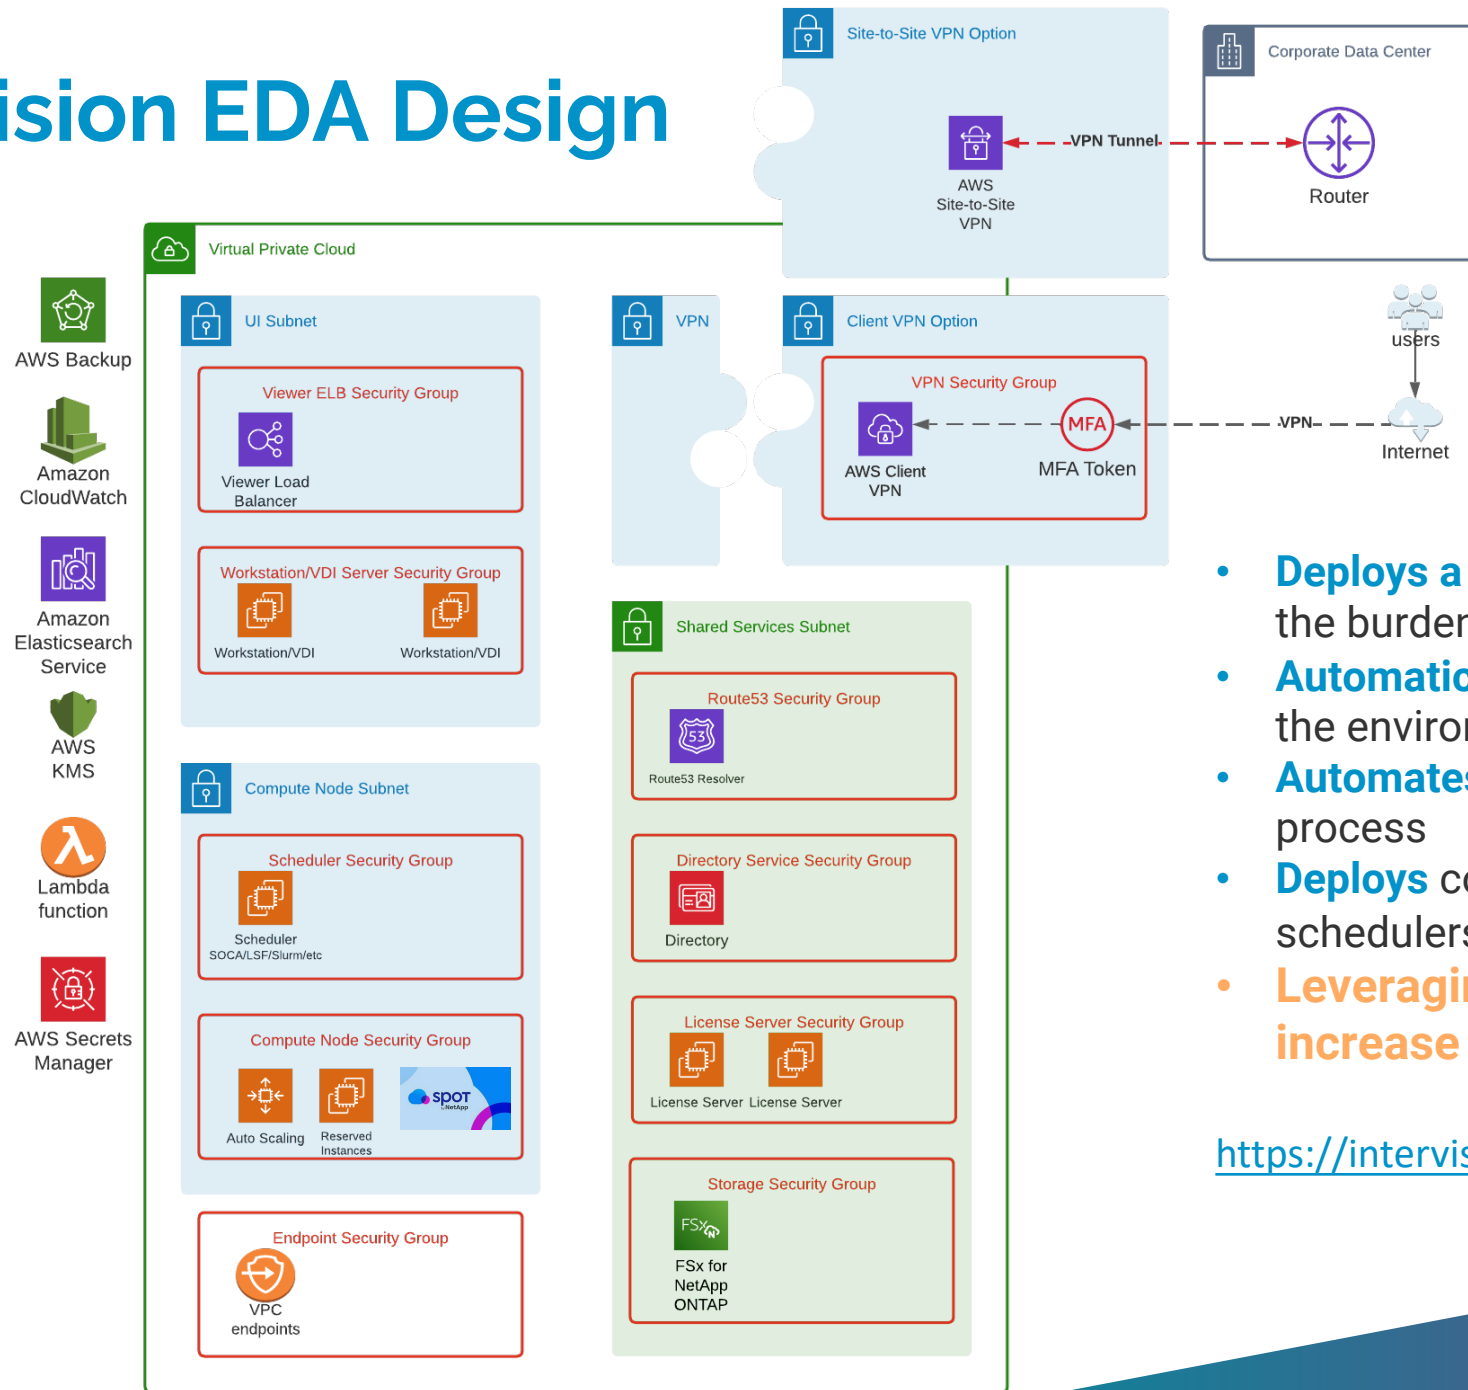 ision EDA Design
Site-to-Site VPN Option
AWS
Site-to-Site
VPN
VPN Tunnel
Corporate Data Center
Router
Virtual Private Cloud
AWS Backup
Amazon
CloudWatch
Amazon
Elasticsearch
Service
AWS
KMS
Lambda
function
AWS Secrets
Manager
UI Subnet
Viewer ELB Security Group
Viewer Load
Balancer
Workstation/VDI Server Security Group
Workstation/VDI
Workstation/VDI
Compute Node Subnet
Scheduler Security Group
Scheduler
SOCA/LSF/Slurm/etc
Compute Node Security Group
Auto Scaling
Reserved
Instances
spot
by NetApp
Endpoint Security Group
VPC
endpoints
VPN
Client VPN Option
VPN Security Group
AWS Client
VPN
MFA
MFA Token
VPN
users
Internet
Shared Services Subnet
Route53 Security Group
53
Route53 Resolver
Directory Service Security Group
Directory
License Server Security Group
License Server
License Server
Storage Security Group
FSx
N
FSx for
NetApp
ONTAP
• Deploys a
the burden
• Automatic
the enviro
• Automates
process
• Deploys co
schedulers
• Leveragin
increase
https://intervis